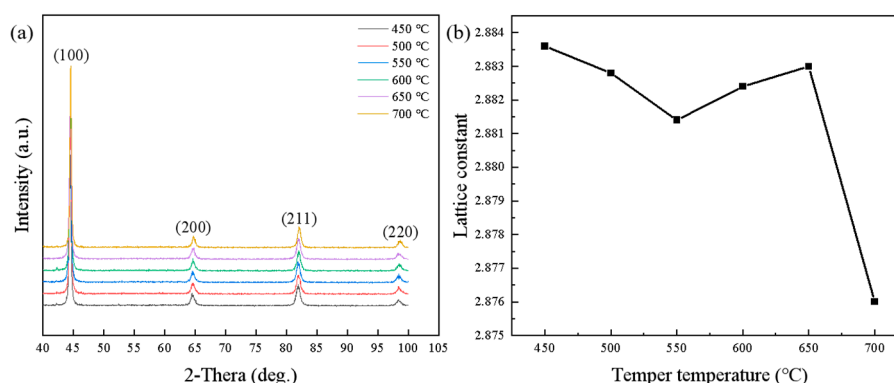 (a)
450 ℃
500 ℃
550 ℃
600 ℃
650 ℃
700 ℃
(100)
(200)
(211)
(220)
Intensity (a.u.)
40 45 50 55 60 65 70 75 80 85 90 95 100 105
2-Thera (deg.)
(b)
2.884
2.883
2.882
2.880
2.879
2.878
2.877
2.876
2.875
Lattice constant
450 500 550 600 650 700
Temper temperature (℃)